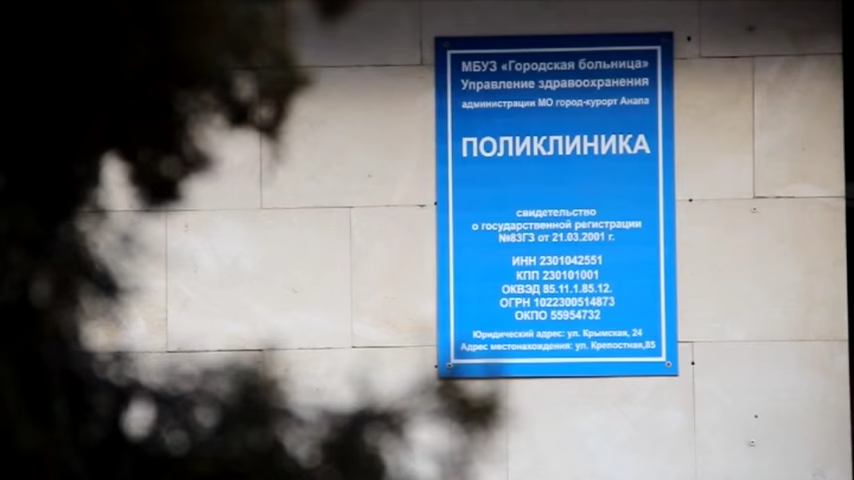 МБУЗ «Городская больница»
Управление здравоохранения
администрации МО город-курорт Анапа
ПОЛИКЛИНИКА
свидетельство
о государственной регистрации
№83ГЗ от 21.03.2001 г.
ИНН 2301042551
КПП 230101001
ОКВЭД 85.11.1.85.12.
ОГРН 1022300514873
ОКПО 55954732
Юридический адрес: ул. Крымская, 24
Адрес местонахождения: ул. Крепостная,85